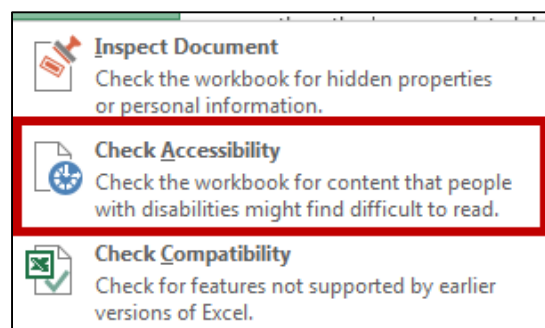 Inspect Document
Check the workbook for hidden properties
or personal information.
Check Accessibility
Check the workbook for content that people
with disabilities might find difficult to read.
Check Compatibility
Check for features not supported by earlier
versions of Excel.